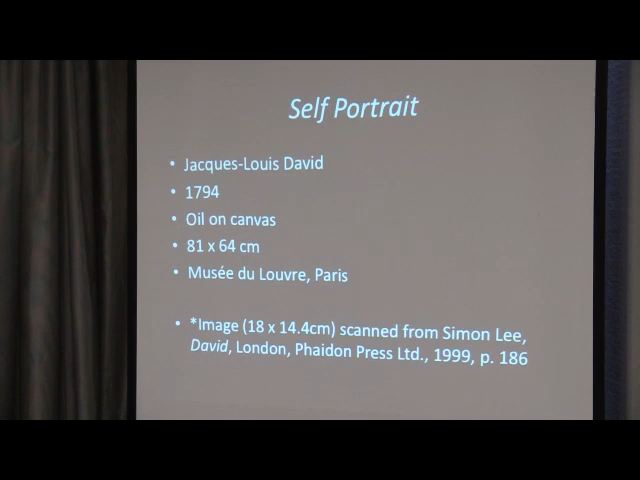 Self Portrait
• Jacques-Louis David
• 1794
• Oil on canvas
• 81 x 64 cm
• Musée du Louvre, Paris
• *Image (18 x 14.4cm) scanned from Simon Lee,
David, London, Phaidon Press Ltd., 1999, p. 186